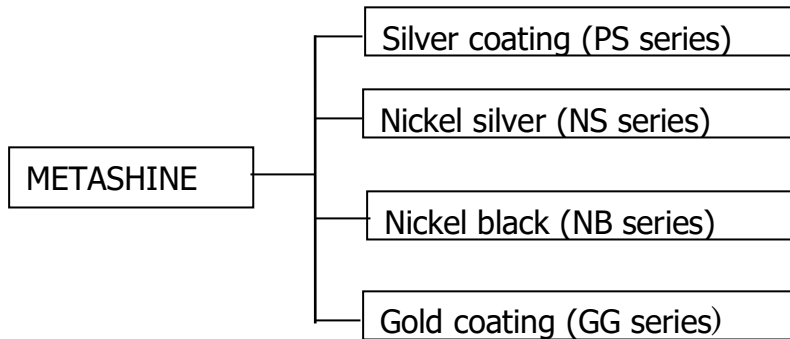 Silver coating (PS series)
Nickel silver (NS series)
METASHINE
Nickel black (NB series)
Gold coating (GG series)